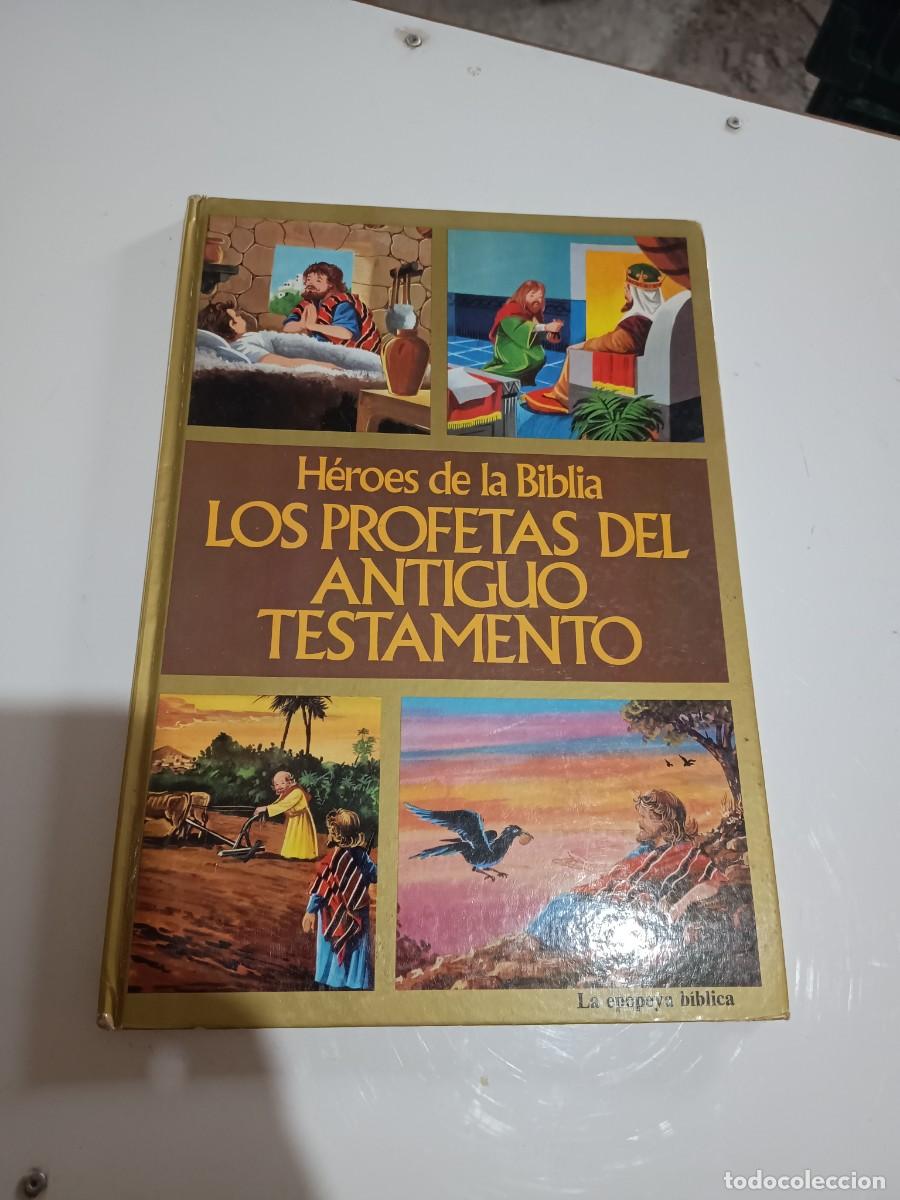 Héroes de la Biblia
LOS PROFETAS DEL
ANTIGUO
TESTAMENTO
La epopeya bíblica
todocoleccion